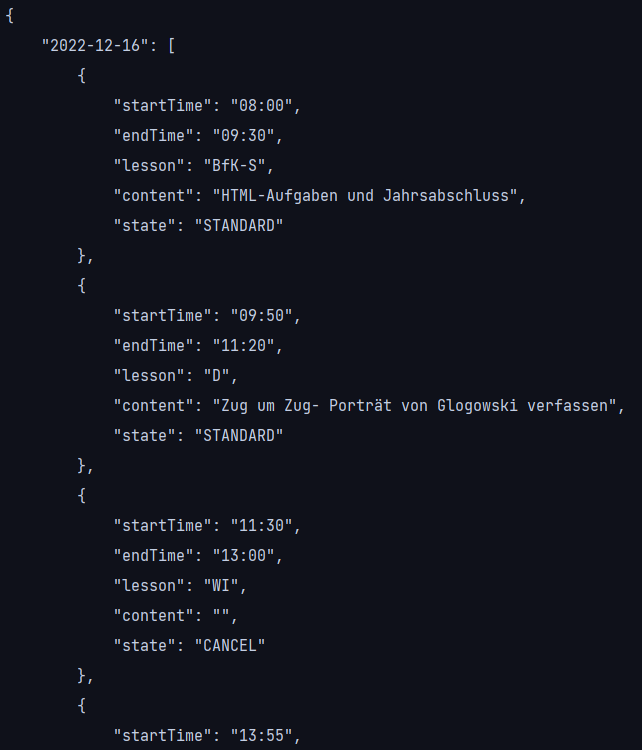 {
"2022-12-16": [
{
"startTime": "08:00",
"endTime": "09:30",
"lesson": "BfK-S",
"content": "HTML-Aufgaben und Jahrsabschluss",
"state": "STANDARD"
},
{
"startTime": "09:50",
"endTime": "11:20",
"lesson": "D",
"content": "Zug um Zug- Porträt von Glogowski verfassen",
"state": "STANDARD"
},
{
"startTime": "11:30",
"endTime": "13:00",
"lesson": "WI",
"content": "",
"state": "CANCEL"
},
{
"startTime": "13:55",